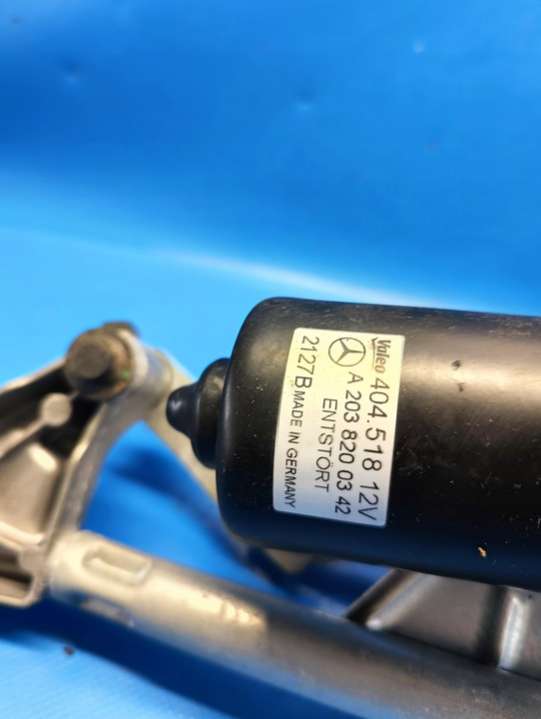 Valeo 404.518 12V
A 203 820 03 42
ENTSTÖRT
2127B MADE IN GERMANY